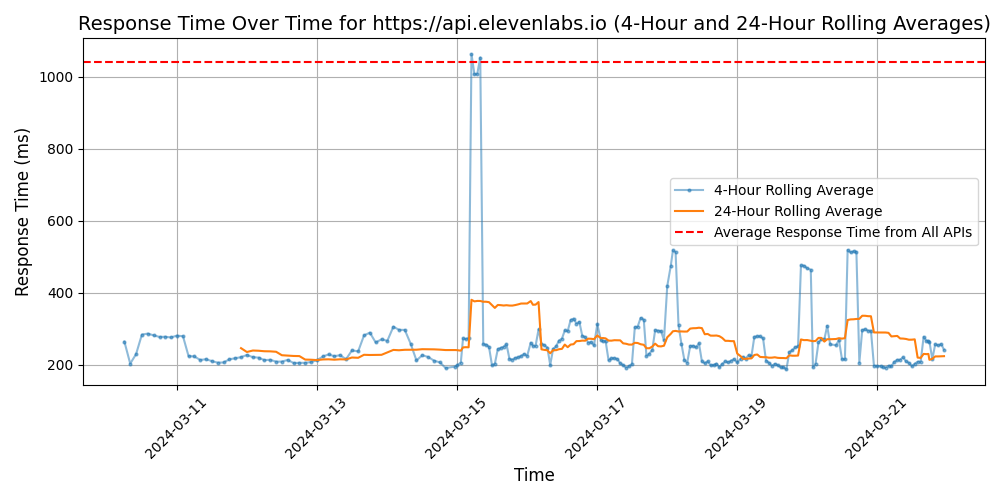 Response Time Over Time for https://api.elevenlabs.io (4-Hour and 24-Hour Rolling Averages)
Response Time (ms)
1000
800
600
400
200
4-Hour Rolling Average
24-Hour Rolling Average
Average Response Time from All APIs
2024-03-11
2024-03-13
2024-03-15
2024-03-17
2024-03-19
2024-03-21
Time